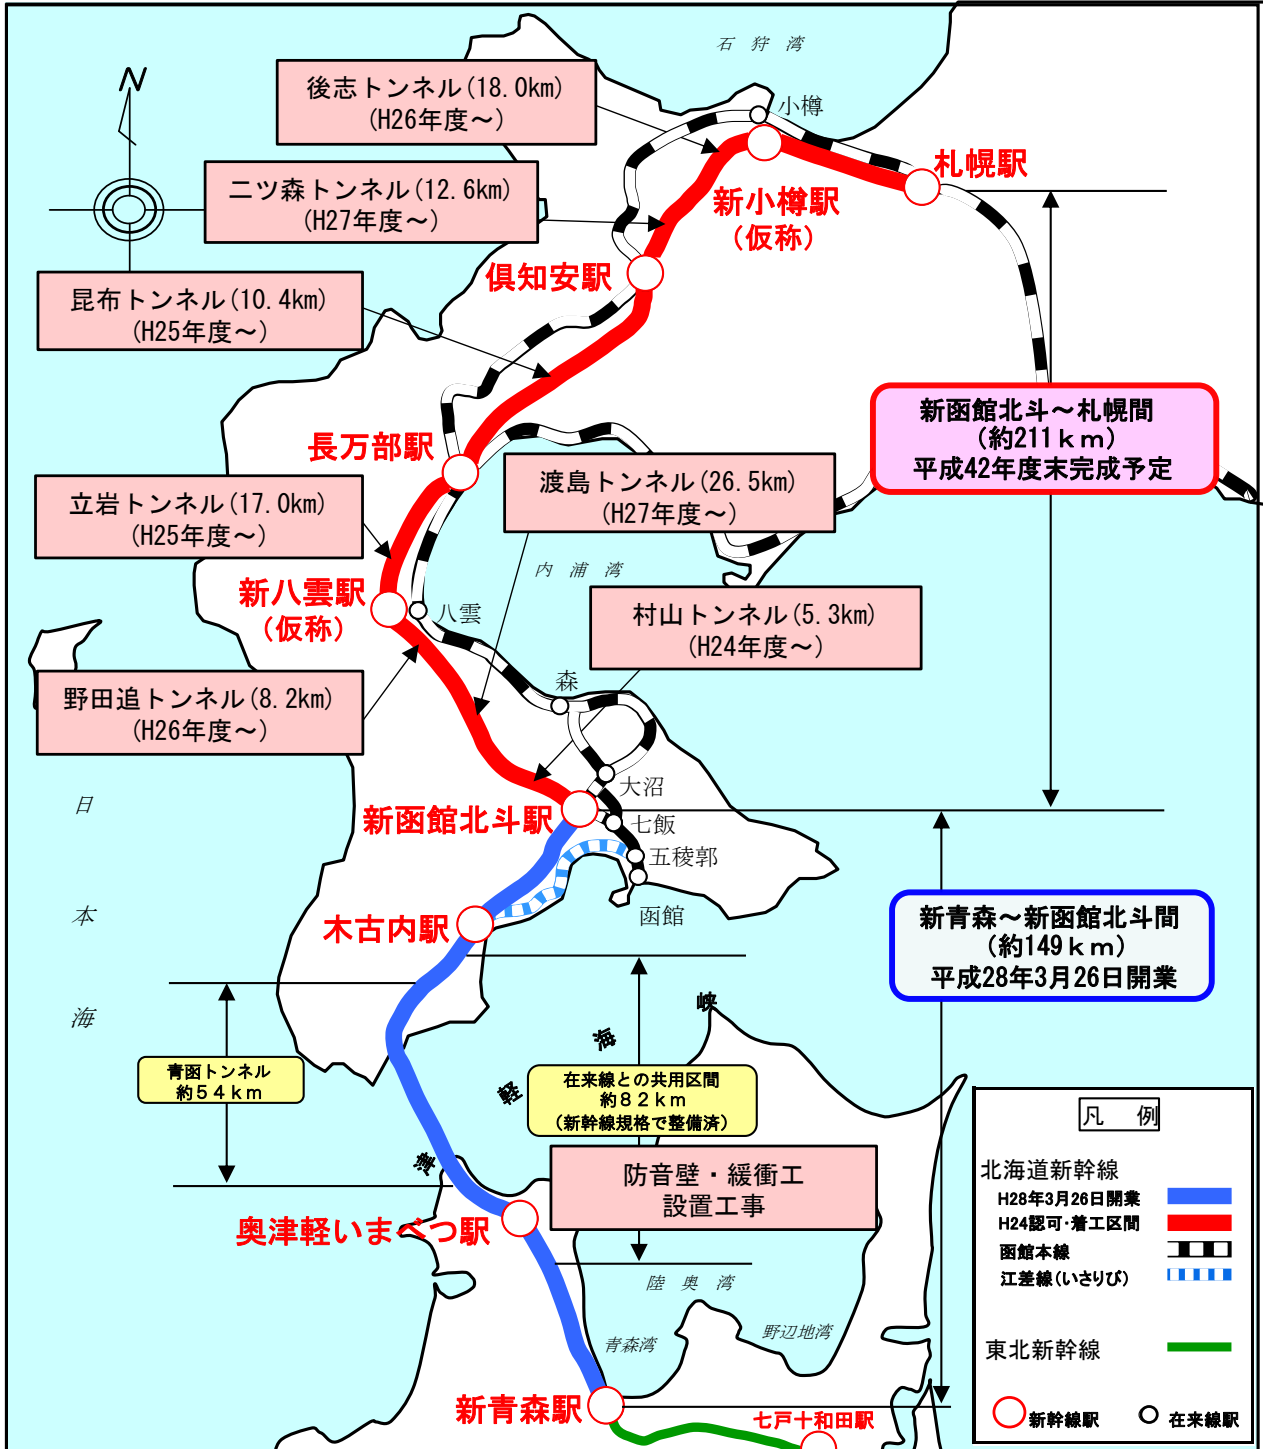 石狩湾
N
後志トンネル(18.0km)
(H26年度～)
小樽
札幌駅
二ツ森トンネル(12.6km)
(H27年度～)
新小樽駅
(仮称)
倶知安駅
昆布トンネル(10.4km)
(H25年度～)
新函館北斗～札幌間
(約211ｋｍ)
平成42年度末完成予定
長万部駅
立岩トンネル(17.0km)
(H25年度～)
渡島トンネル(26.5km)
(H27年度～)
内浦湾
新八雲駅
(仮称)
八雲
村山トンネル(5.3km)
(H24年度～)
野田追トンネル(8.2km)
(H26年度～)
森
大沼
新函館北斗駅
七飯
五稜郭
函館
日本海
木古内駅
新青森～新函館北斗間
(約149ｋｍ)
平成28年3月26日開業
津軽海峡
青函トンネル
約５４ｋｍ
在来線との共用区間
約８２ｋｍ
(新幹線規格で整備済)
防音壁・緩衝工
設置工事
奥津軽いまべつ駅
陸奥湾
青森湾
野辺地湾
新青森駅
七戸十和田駅
凡　例
北海道新幹線
H28年3月26日開業
H24認可･着工区間
函館本線
江差線(いさりび)
東北新幹線
新幹線駅
在来線駅